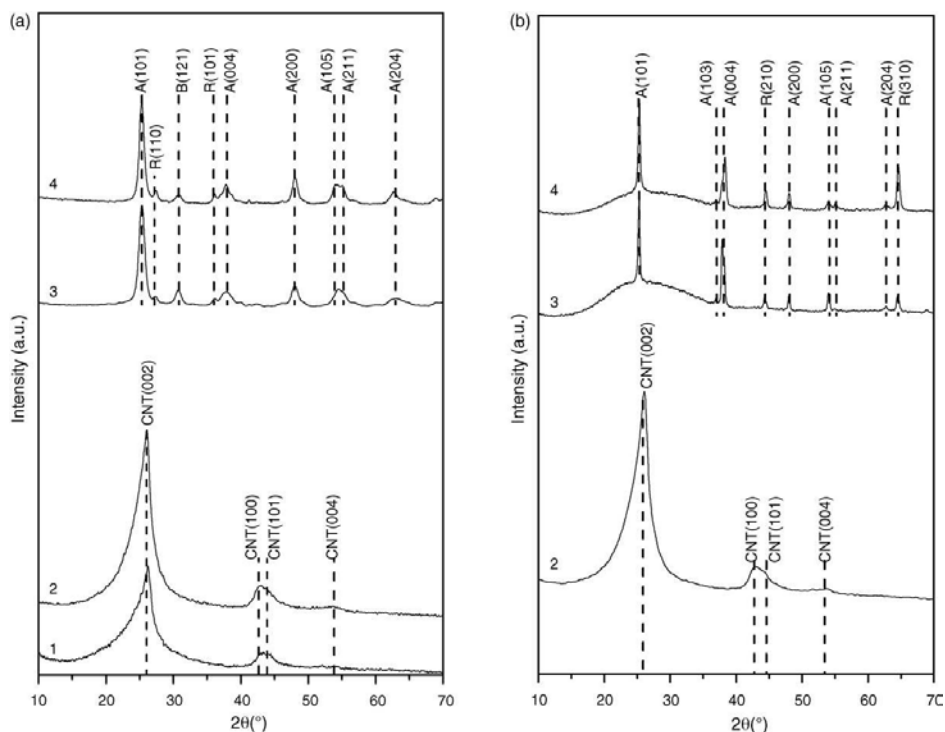 (a)
A(101)
R(110)
B(121)
R(101)
A(004)
A(200)
A(105)
A(211)
A(204)
4
3
CNT(002)
CNT(100)
CNT(101)
CNT(004)
2
1
Intensity (a.u.)
10 20 30 40 50 60 70
2θ(°)
(b)
A(101)
A(103)
A(004)
R(210)
A(200)
A(105)
A(211)
A(204)
R(310)
4
3
CNT(002)
CNT(100)
CNT(101)
CNT(004)
2
Intensity (a.u.)
10 20 30 40 50 60 70
2θ(°)